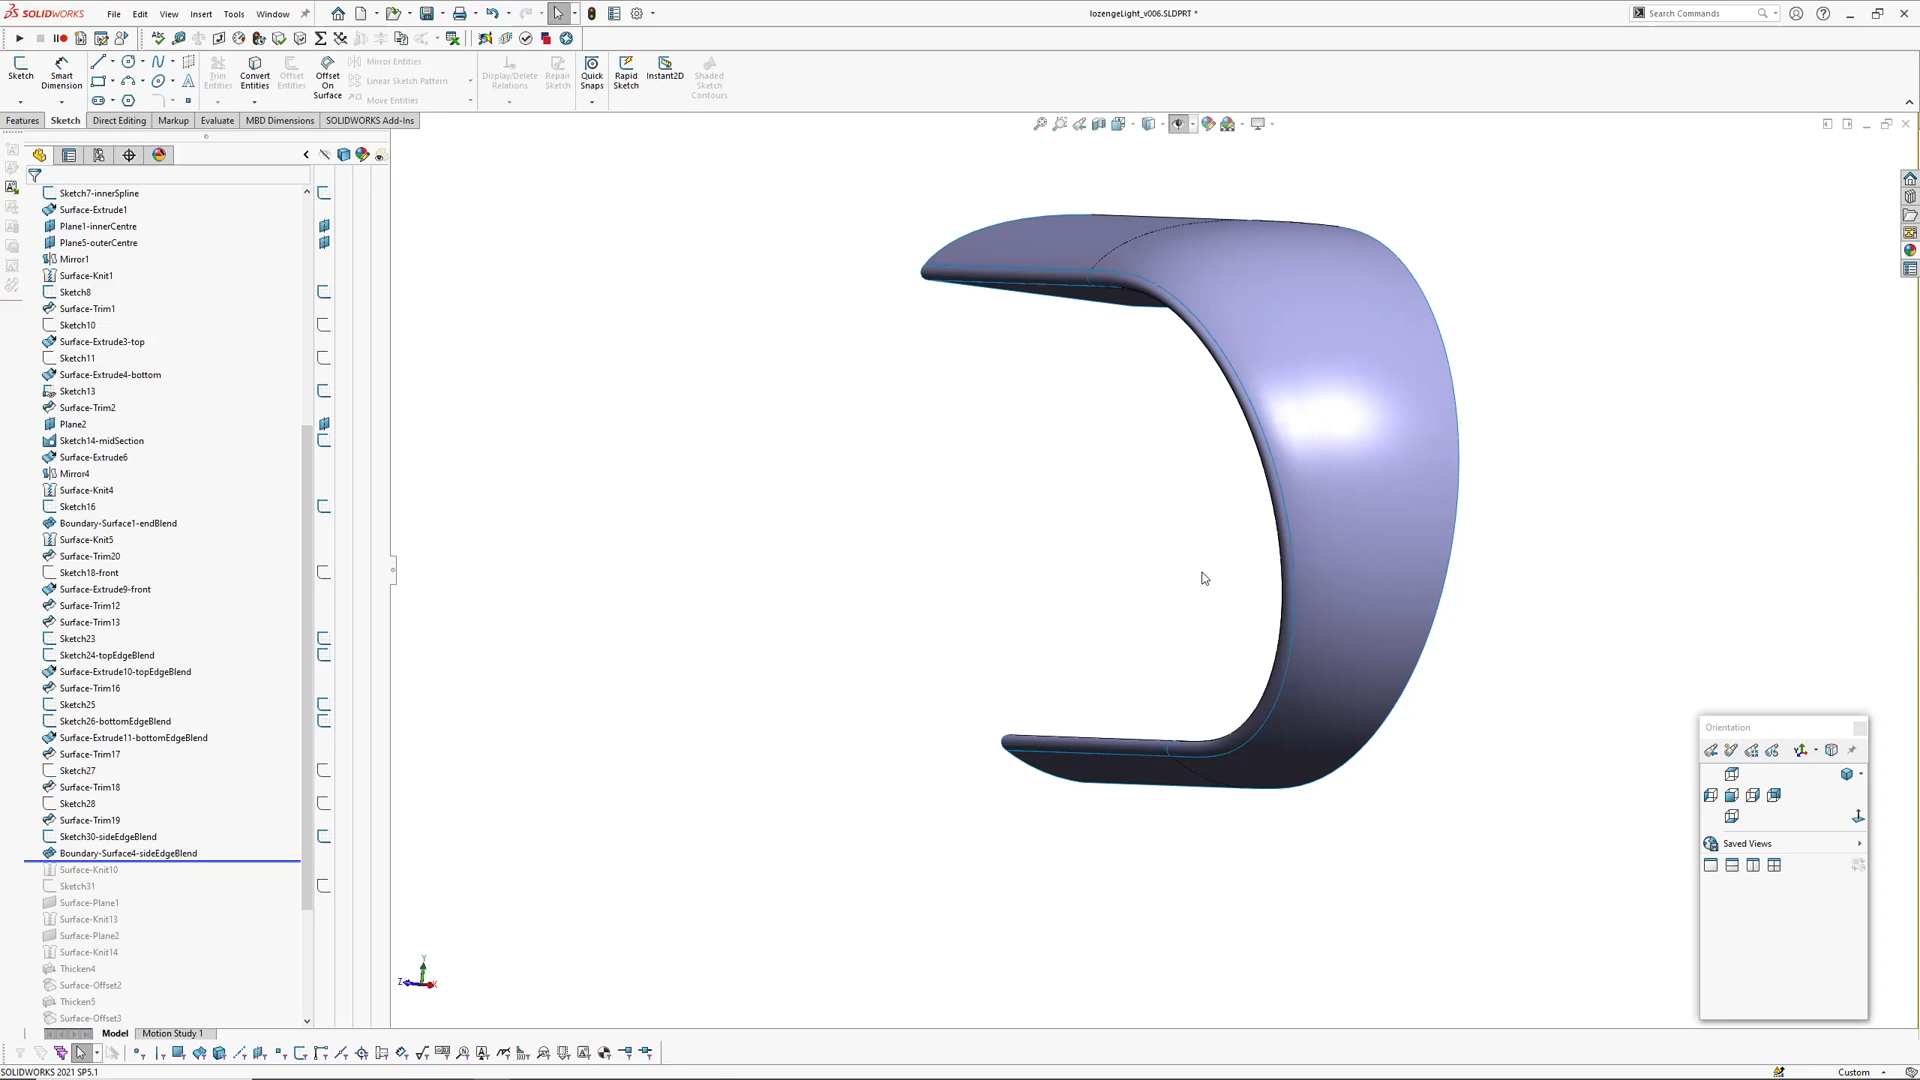 SOLIDWORKS File Edit View Insert Tools Window lozengeLight_v006.SLDPRT * Search Commands
Sketch Smart Dimension Trim Entities Convert Entities Offset Entities Offset On Surface Mirror Entities Linear Sketch Pattern Move Entities Display/Delete Relations Repair Sketch Quick Snaps Rapid Sketch Instant2D Shaded Sketch Contours
Features Sketch Direct Editing Markup Evaluate MBD Dimensions SOLIDWORKS Add-Ins
Sketch7-innerSpline
Surface-Extrude1
Plane1-innerCentre
Plane5-outerCentre
Mirror1
Surface-Knit1
Sketch8
Surface-Trim1
Sketch10
Surface-Extrude3-top
Sketch11
Surface-Extrude4-bottom
Sketch13
Surface-Trim2
Plane2
Sketch14-midSection
Surface-Extrude6
Mirror4
Surface-Knit4
Sketch16
Boundary-Surface1-endBlend
Surface-Knit5
Surface-Trim20
Sketch18-front
Surface-Extrude9-front
Surface-Trim12
Surface-Trim13
Sketch23
Sketch24-topEdgeBlend
Surface-Extrude10-topEdgeBlend
Surface-Trim16
Sketch25
Sketch26-bottomEdgeBlend
Surface-Extrude11-bottomEdgeBlend
Surface-Trim17
Sketch27
Surface-Trim18
Sketch28
Surface-Trim19
Sketch30-sideEdgeBlend
Boundary-Surface4-sideEdgeBlend
Surface-Knit10
Sketch31
Surface-Plane1
Surface-Knit13
Surface-Plane2
Surface-Knit14
Thicken4
Surface-Offset2
Thicken5
Surface-Offset3
Orientation
Saved Views
Y
Z
X
Model Motion Study 1
SOLIDWORKS 2021 SP5.1 Custom